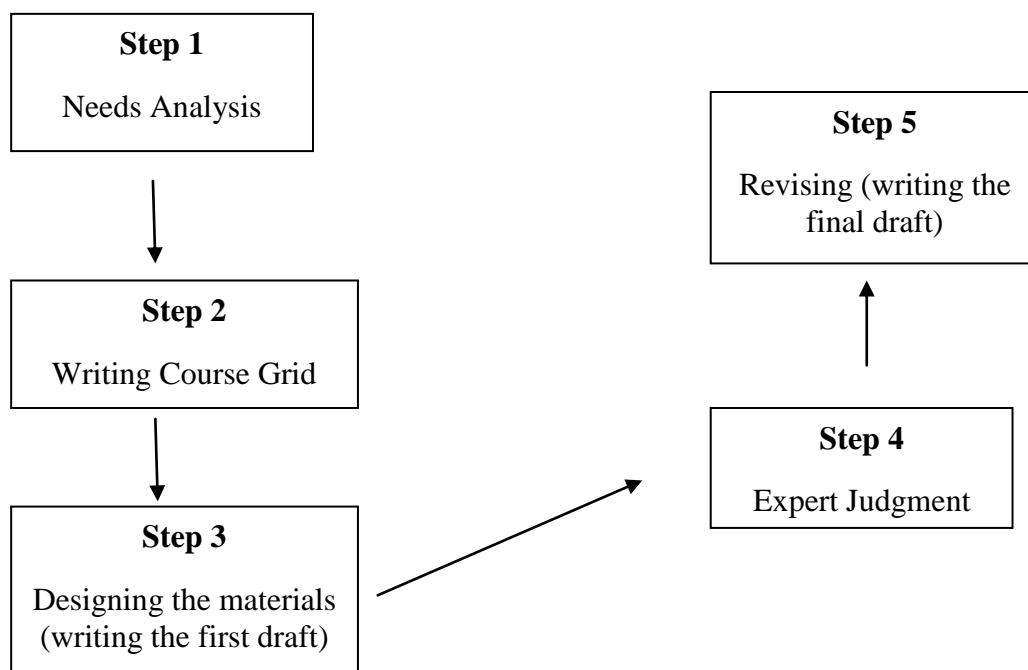 Step 1
Needs Analysis
Step 2
Writing Course Grid
Step 3
Designing the materials
(writing the first draft)
Step 4
Expert Judgment
Step 5
Revising (writing the
final draft)